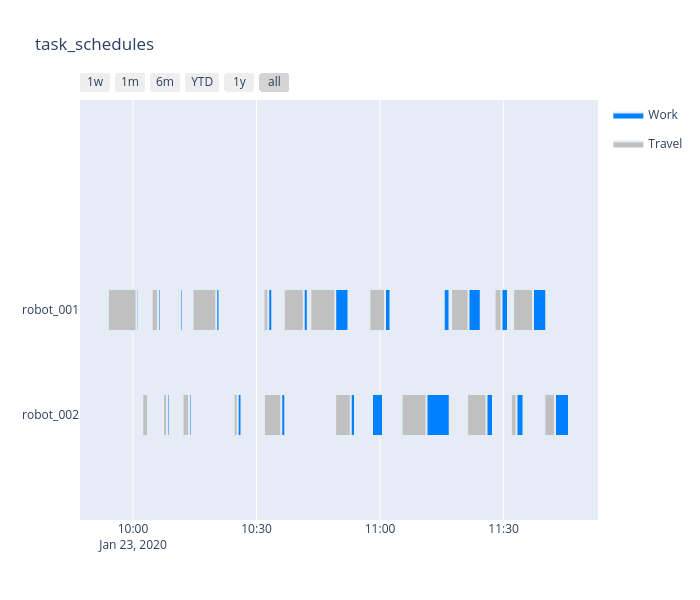 task_schedules
1w 1m 6m YTD 1y all
Work
Travel
robot_001
robot_002
10:00 10:30 11:00 11:30
Jan 23, 2020